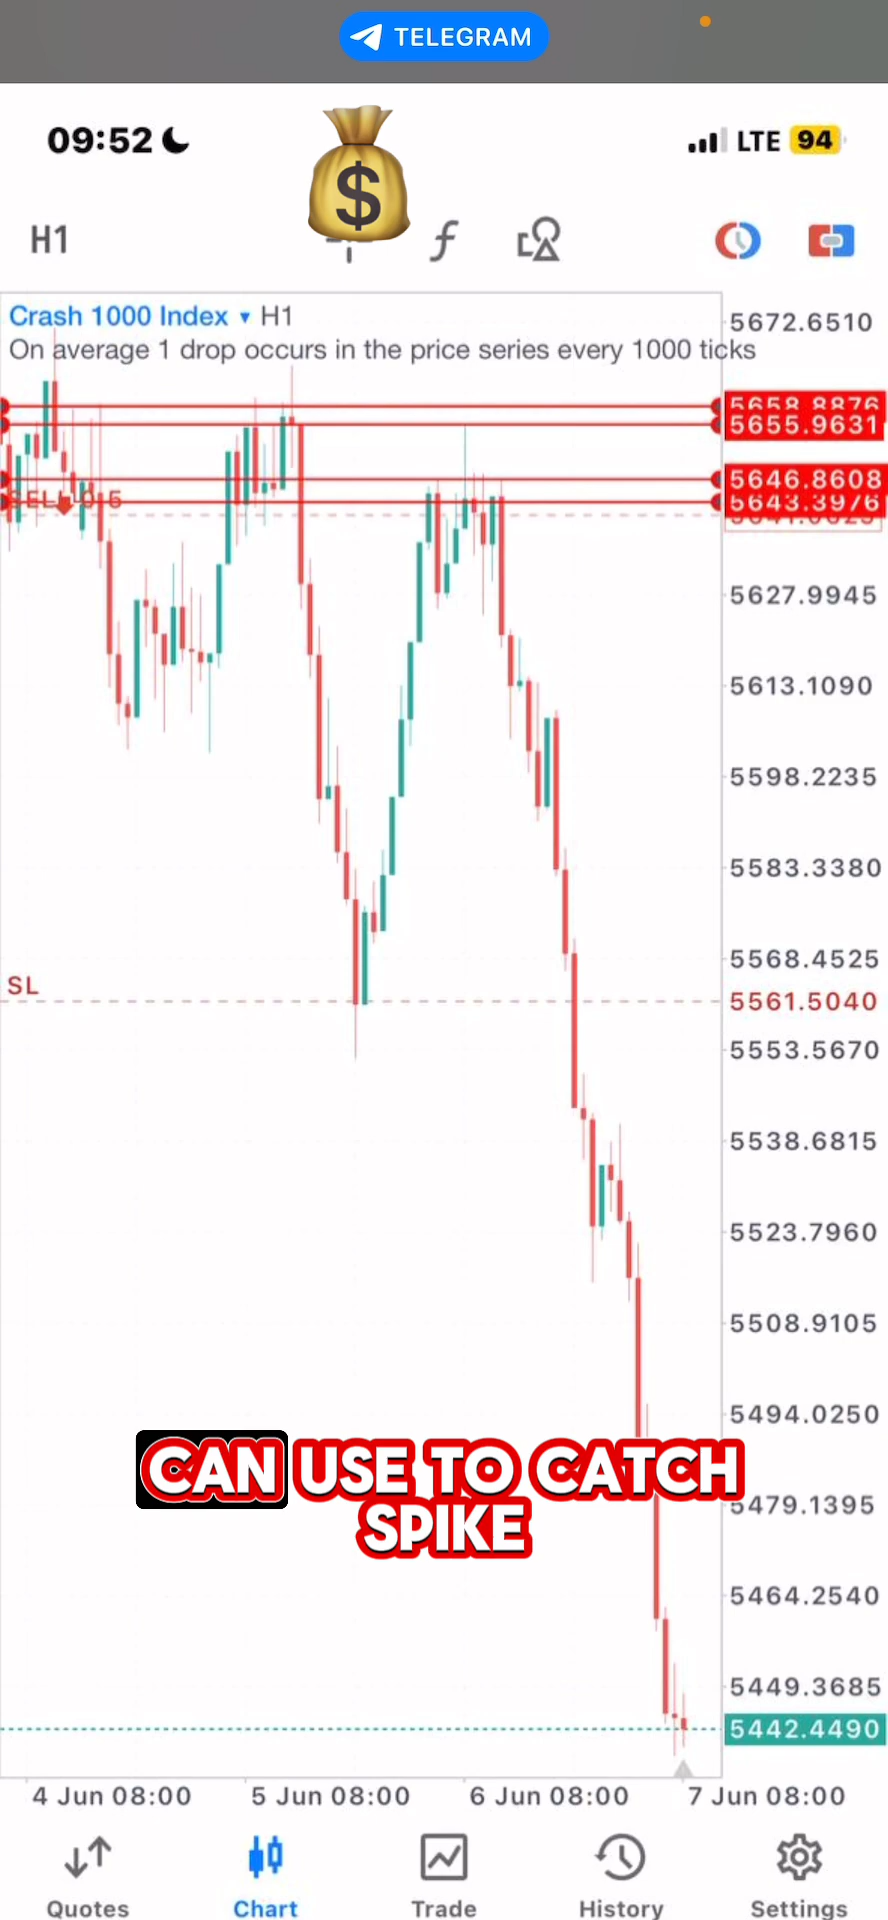 TELEGRAM
09:52
LTE 94
$
H1
f
Crash 1000 Index ▾ H1
On average 1 drop occurs in the price series every 1000 ticks
5672.6510
5658.8876
5655.9631
5646.8608
5643.3976
5627.9945
5613.1090
5598.2235
5583.3380
5568.4525
SL
5561.5040
5553.5670
5538.6815
5523.7960
5508.9105
5494.0250
CAN USE TO CATCH
SPIKE
5479.1395
5464.2540
5449.3685
5442.4490
4 Jun 08:00 5 Jun 08:00 6 Jun 08:00 7 Jun 08:00
Quotes Chart Trade History Settings